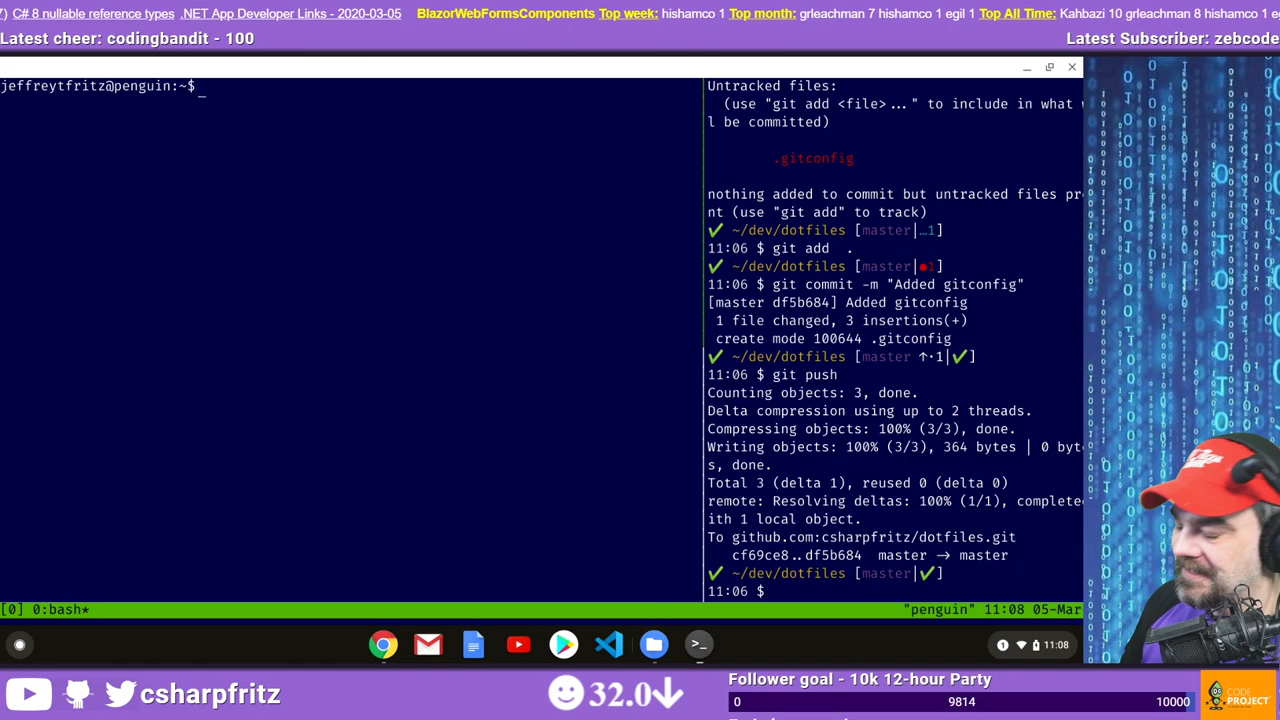 7) C# 8 nullable reference types .NET App Developer Links - 2020-03-05 BlazorWebFormsComponents Top week: hishamco 1 Top month: grleachman 7 hishamco 1 egil 1 Top All Time: Kahbazi 10 grleachman 8 hishamco 1
Latest cheer: codingbandit - 100
Latest Subscriber: zebcode
jeffreytfritz@penguin:~$
Untracked files:
(use "git add <file>..." to include in what
l be committed)
.gitconfig
nothing added to commit but untracked files pre
nt (use "git add" to track)
✔ ~/dev/dotfiles [master|…1]
11:06 $ git add .
✔ ~/dev/dotfiles [master|●1]
11:06 $ git commit -m "Added gitconfig"
[master df5b684] Added gitconfig
1 file changed, 3 insertions(+)
create mode 100644 .gitconfig
✔ ~/dev/dotfiles [master ↑·1|✔]
11:06 $ git push
Counting objects: 3, done.
Delta compression using up to 2 threads.
Compressing objects: 100% (3/3), done.
Writing objects: 100% (3/3), 364 bytes | 0 byt
s, done.
Total 3 (delta 1), reused 0 (delta 0)
remote: Resolving deltas: 100% (1/1), complete
ith 1 local object.
To github.com:csharpfritz/dotfiles.git
cf69ce8..df5b684 master -> master
✔ ~/dev/dotfiles [master|✔]
11:06 $
[0] 0:bash*
"penguin" 11:08 05-Mar
>_
1
11:08
csharpfritz
32.0
Follower goal - 10k 12-hour Party
0 9814 10000
CODE
PROJECT